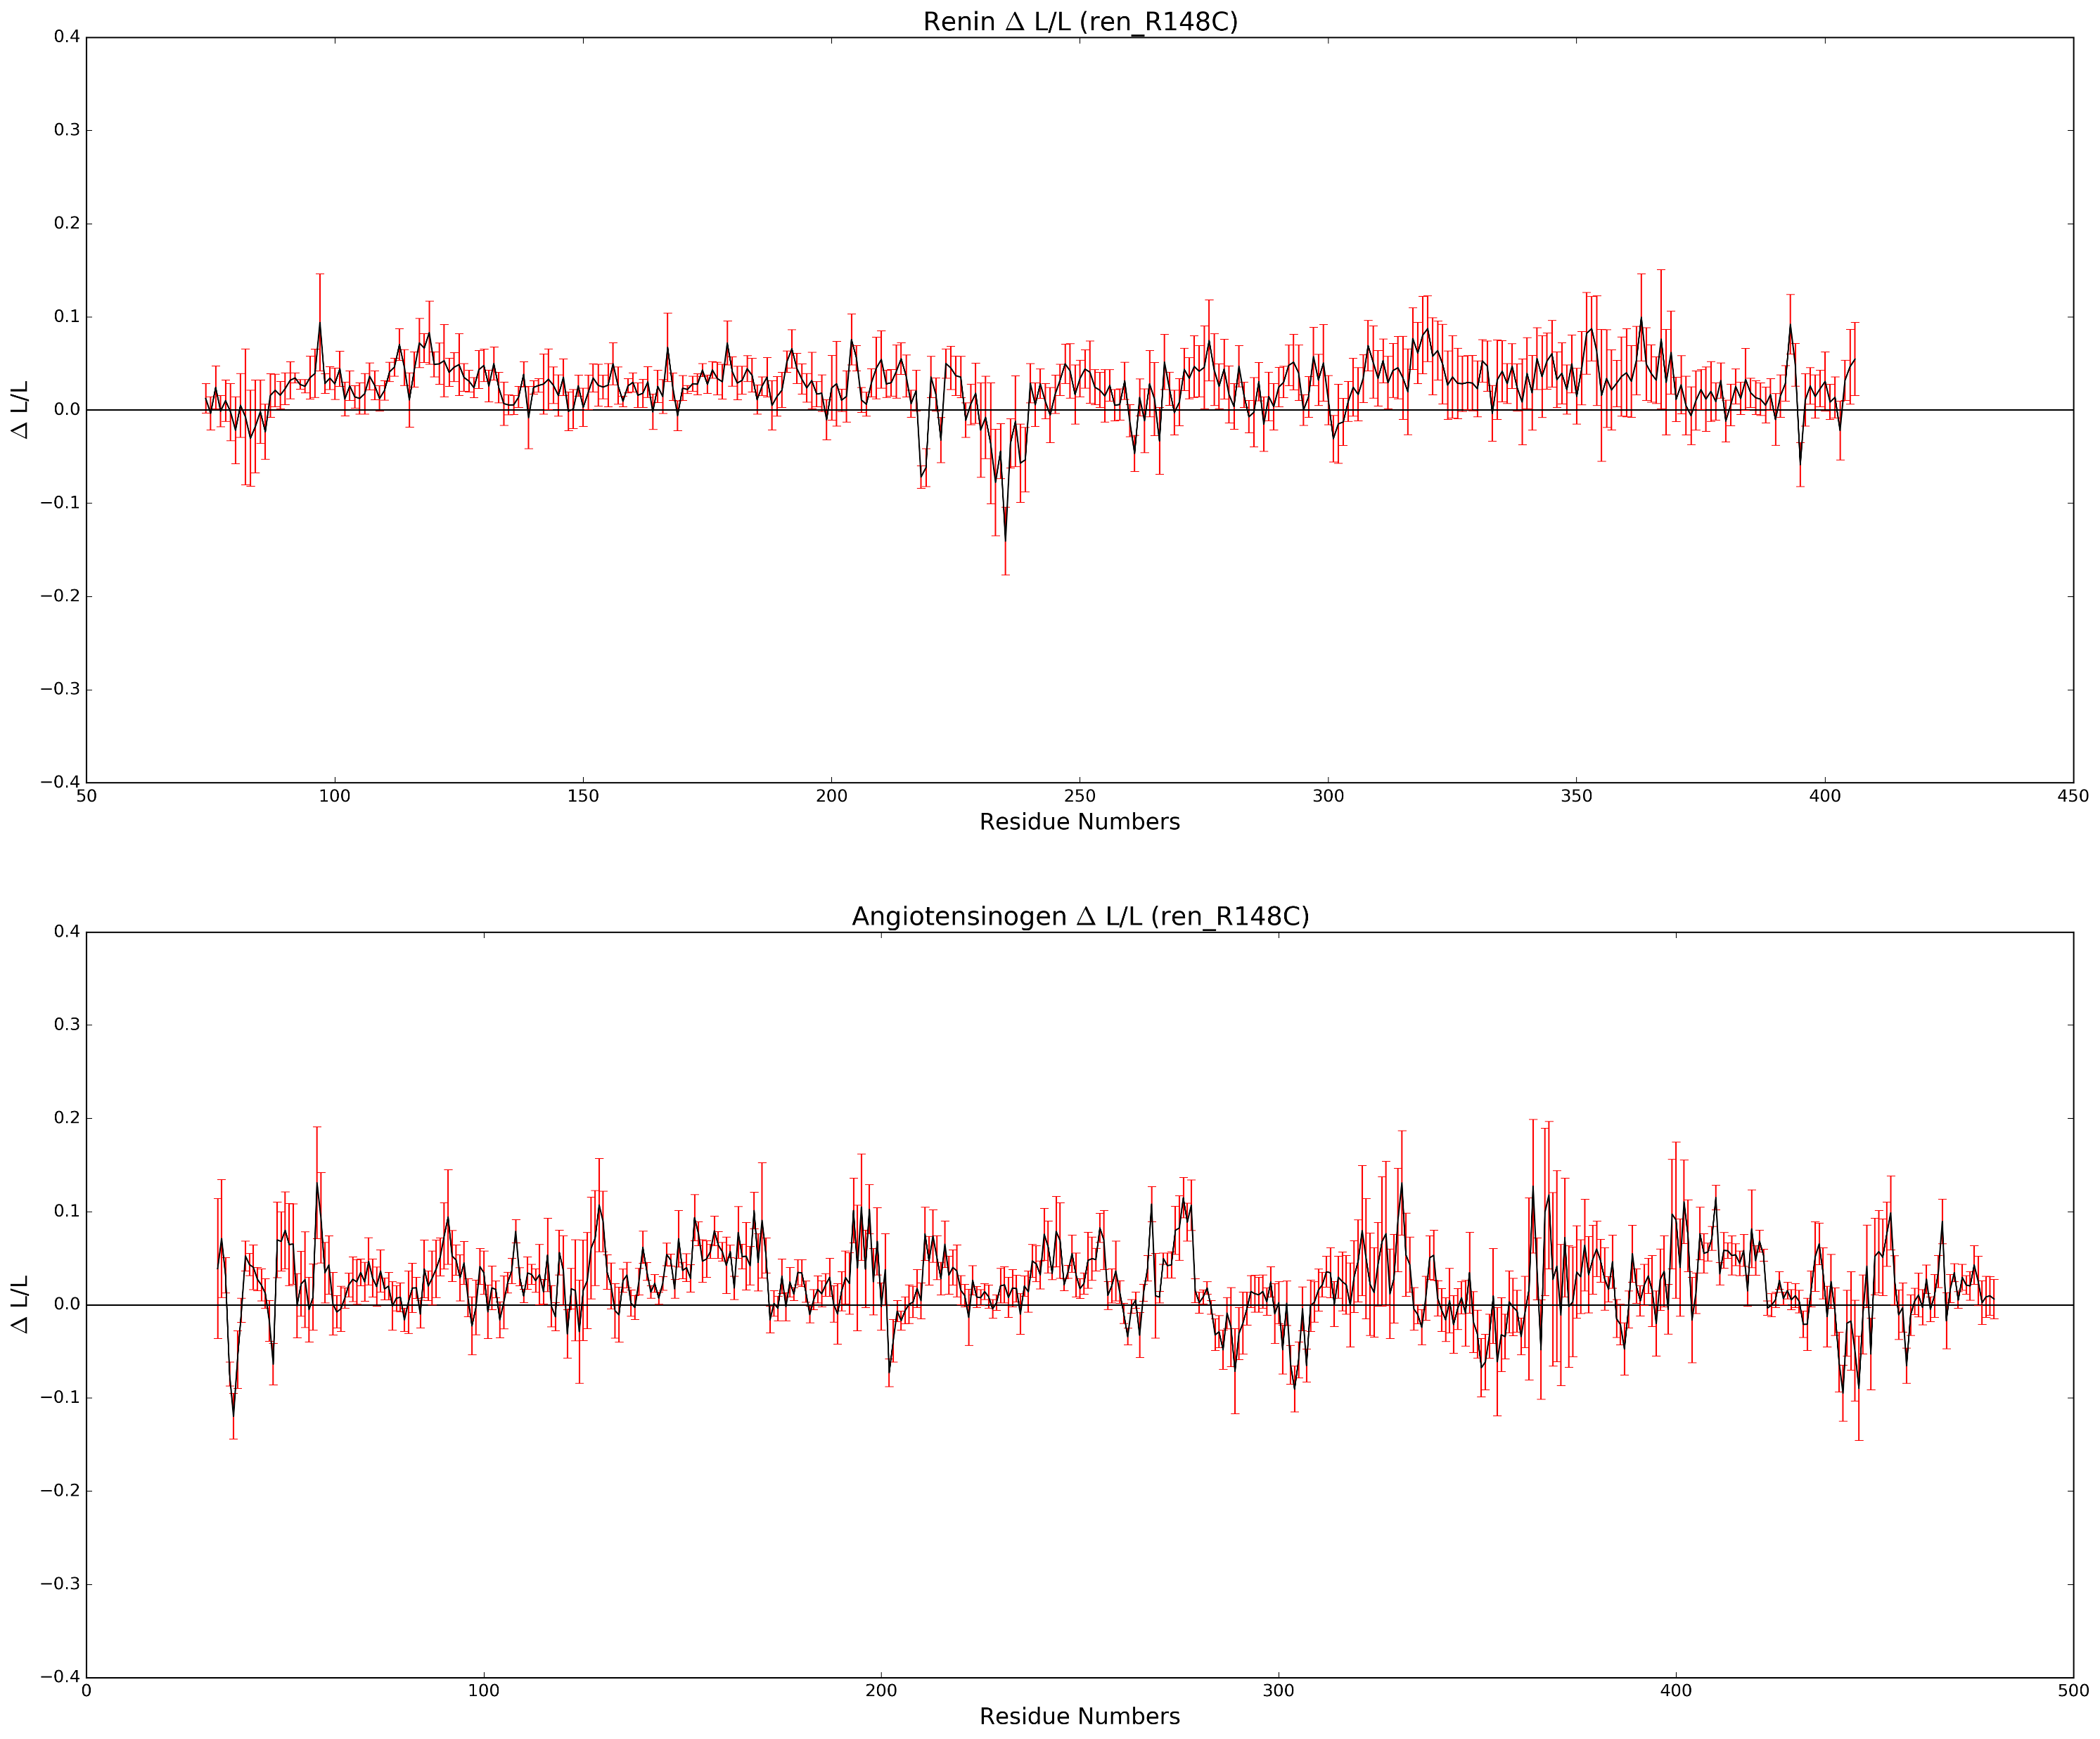 Renin Δ L/L (ren_R148C)
0.4
0.3
0.2
0.1
0.0
−0.1
−0.2
−0.3
−0.4
Δ L/L
50 100 150 200 250 300 350 400 450
Residue Numbers
Angiotensinogen Δ L/L (ren_R148C)
0.4
0.3
0.2
0.1
0.0
−0.1
−0.2
−0.3
−0.4
Δ L/L
0 100 200 300 400 500
Residue Numbers